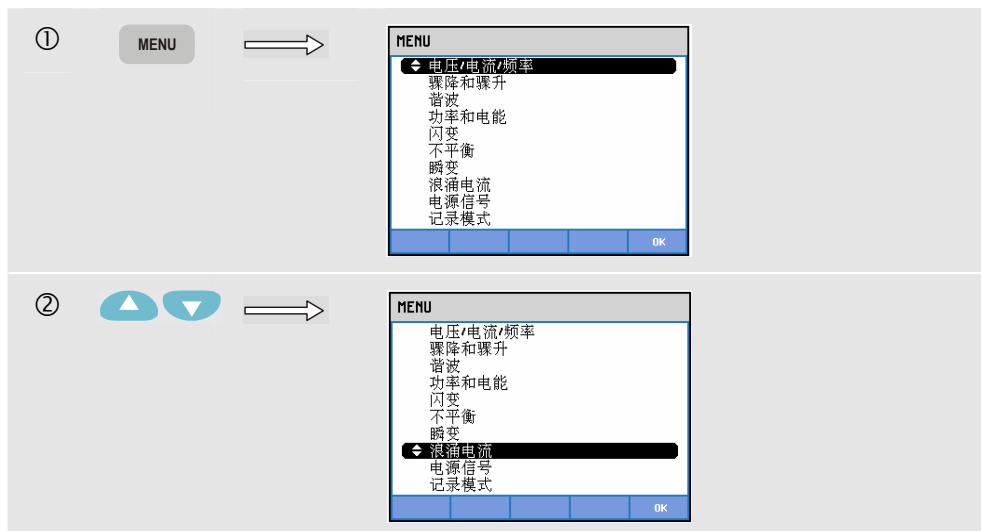 ①
MENU
MENU
电压/电流/频率
骤降和骤升
谐波
功率和电能
闪变
不平衡
瞬变
浪涌电流
电源信号
记录模式
OK
②
MENU
电压/电流/频率
骤降和骤升
谐波
功率和电能
闪变
不平衡
瞬变
浪涌电流
电源信号
记录模式
OK